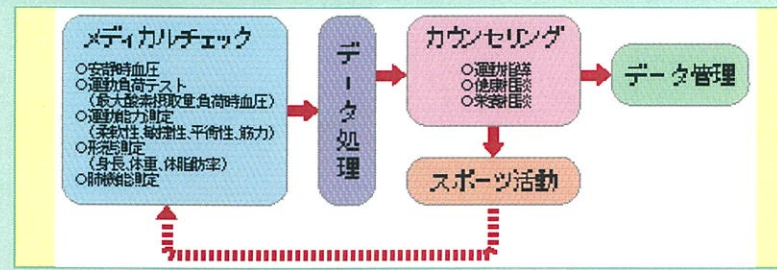 メディカルチェック
○安静時血圧
○運動負荷テスト
(最大酸素摂取量,負荷時血圧)
○運動能力測定
(柔軟性、敏捷性、平衡性、筋力)
○形態測定
(身長、体重、体脂肪率)
○肺機能測定
データ処理
カウンセリング
○運動指導
○健康相談
○栄養相談
データ管理
スポーツ活動